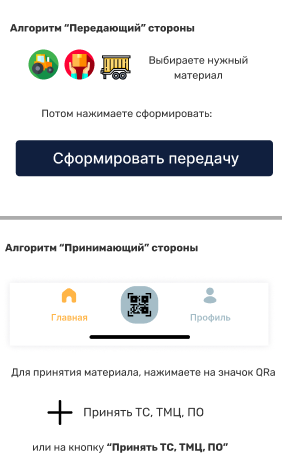 Алгоритм “Передающий” стороны
Выбираете нужный
материал
Потом нажимаете сформировать:
Сформировать передачу
Алгоритм “Принимающий” стороны
Главная
Профиль
Для принятия материала, нажимаете на значок QRа
Принять ТС, ТМЦ, ПО
или на кнопку “Принять ТС, ТМЦ, ПО”